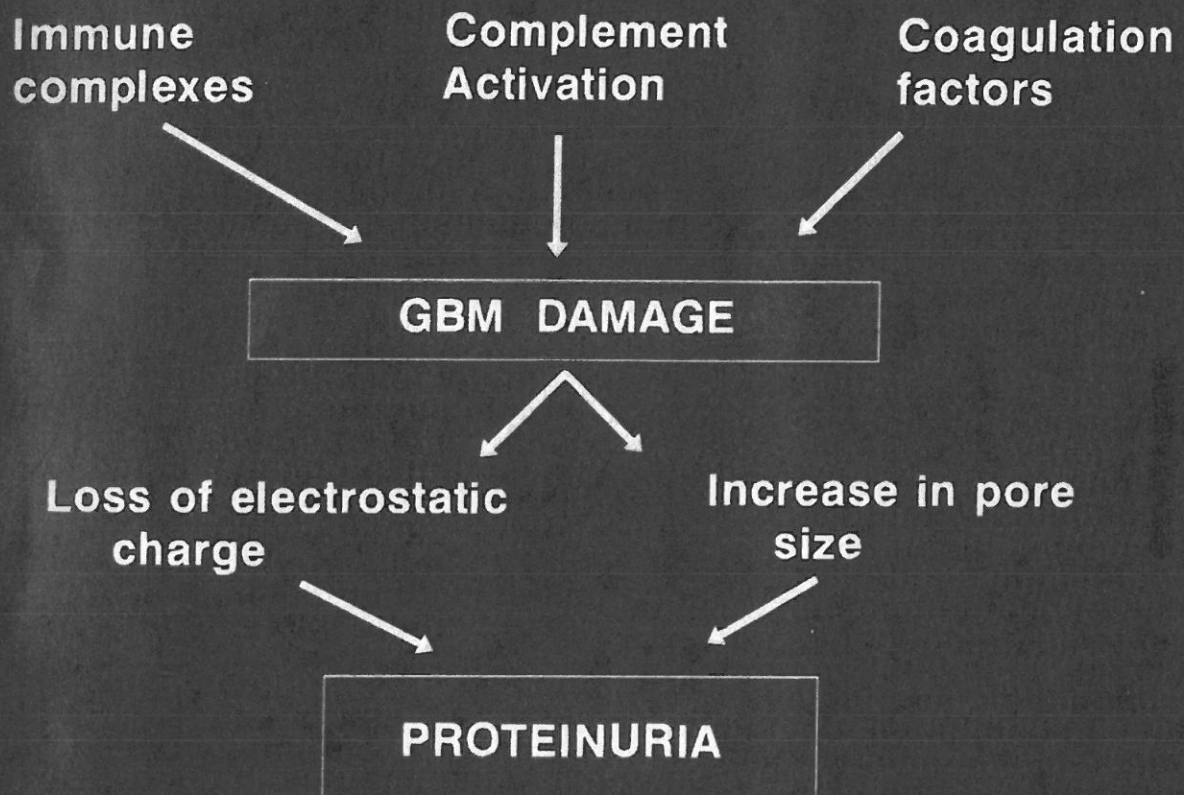 Immune
complexes
Complement
Activation
Coagulation
factors
GBM DAMAGE
Loss of electrostatic
charge
Increase in pore
size
PROTEINURIA